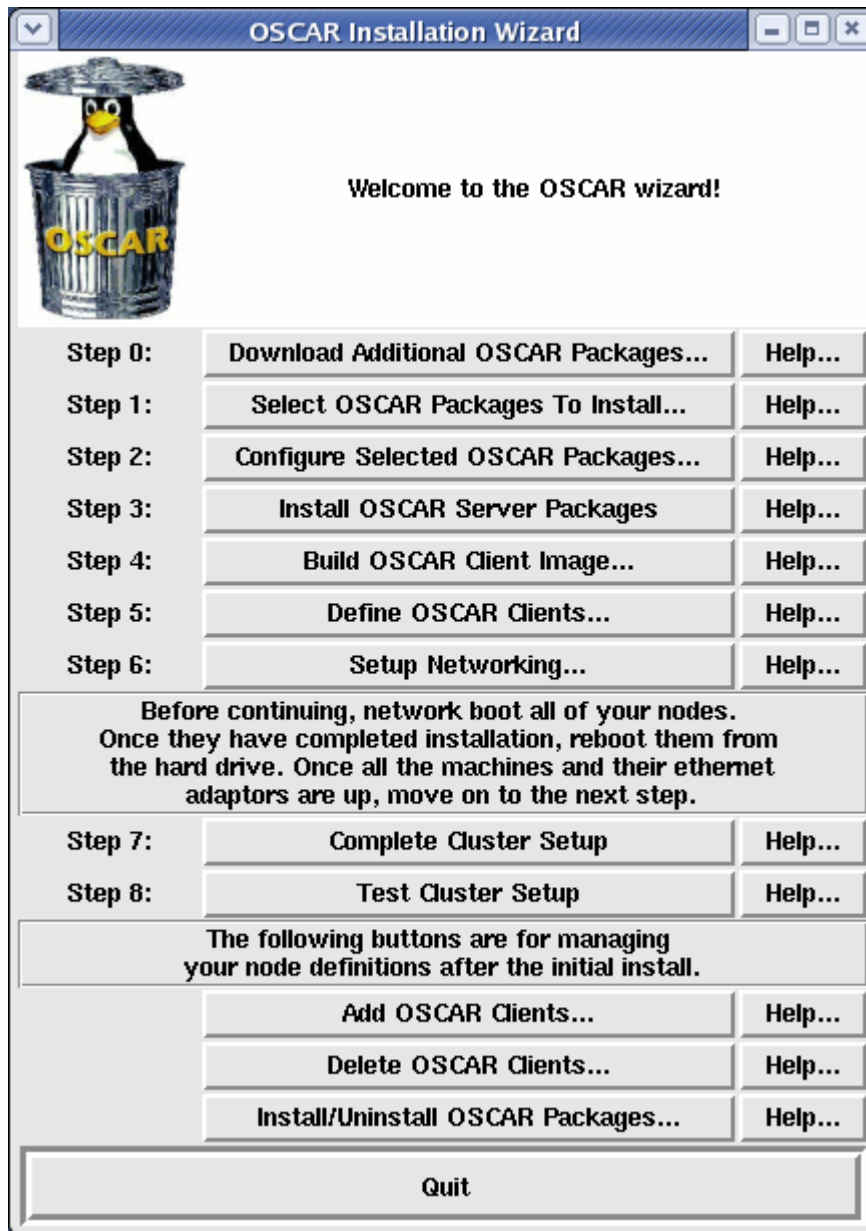 OSCAR Installation Wizard
OSCAR
Welcome to the OSCAR wizard!
Step 0: Download Additional OSCAR Packages... Help...
Step 1: Select OSCAR Packages To Install... Help...
Step 2: Configure Selected OSCAR Packages... Help...
Step 3: Install OSCAR Server Packages Help...
Step 4: Build OSCAR Client Image... Help...
Step 5: Define OSCAR Clients... Help...
Step 6: Setup Networking... Help...
Before continuing, network boot all of your nodes.
Once they have completed installation, reboot them from
the hard drive. Once all the machines and their ethernet
adaptors are up, move on to the next step.
Step 7: Complete Cluster Setup Help...
Step 8: Test Cluster Setup Help...
The following buttons are for managing
your node definitions after the initial install.
Add OSCAR Clients... Help...
Delete OSCAR Clients... Help...
Install/Uninstall OSCAR Packages... Help...
Quit